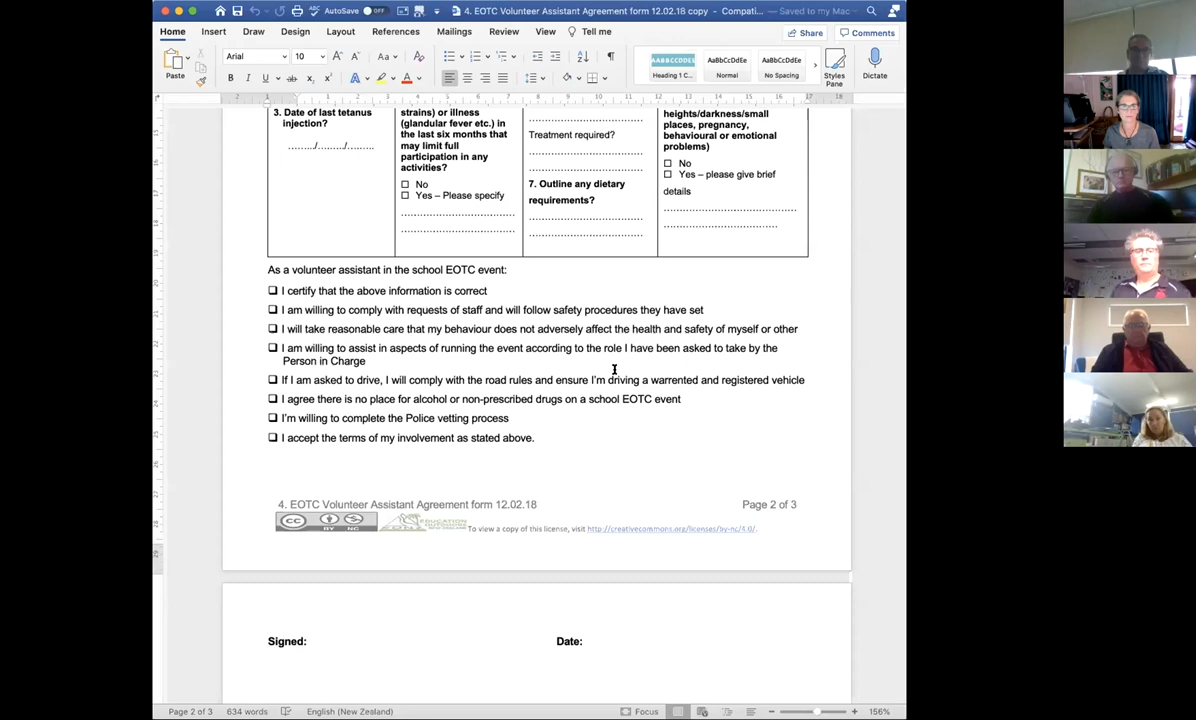 AutoSave OFF
4. EOTC Volunteer Assistant Agreement form 12.02.18 copy - Compati... — Saved to my Mac
Home Insert Draw Design Layout References Mailings Review View Tell me
Share Comments
Paste
Arial 10
AABBCCDDEE AaBbCcDdEe AaBbCcDdEe
Heading 1 C... Normal No Spacing
Styles Pane
Dictate
3. Date of last tetanus
injection?
........./........./.........
strains) or illness
(glandular fever etc.) in
the last six months that
may limit full
participation in any
activities?
☐ No
☐ Yes – Please specify
Treatment required?
7. Outline any dietary
requirements?
heights/darkness/small
places, pregnancy,
behavioural or emotional
problems)
☐ No
☐ Yes – please give brief
details
As a volunteer assistant in the school EOTC event:
❑ I certify that the above information is correct
❑ I am willing to comply with requests of staff and will follow safety procedures they have set
❑ I will take reasonable care that my behaviour does not adversely affect the health and safety of myself or other
❑ I am willing to assist in aspects of running the event according to the role I have been asked to take by the
Person in Charge
❑ If I am asked to drive, I will comply with the road rules and ensure I'm driving a warrented and registered vehicle
❑ I agree there is no place for alcohol or non-prescribed drugs on a school EOTC event
❑ I'm willing to complete the Police vetting process
❑ I accept the terms of my involvement as stated above.
4. EOTC Volunteer Assistant Agreement form 12.02.18 Page 2 of 3
CC BY NC EDUCATION OUTDOORS To view a copy of this license, visit http://creativecommons.org/licenses/by-nc/4.0/.
Signed: Date:
Page 2 of 3 634 words English (New Zealand) Focus 156%